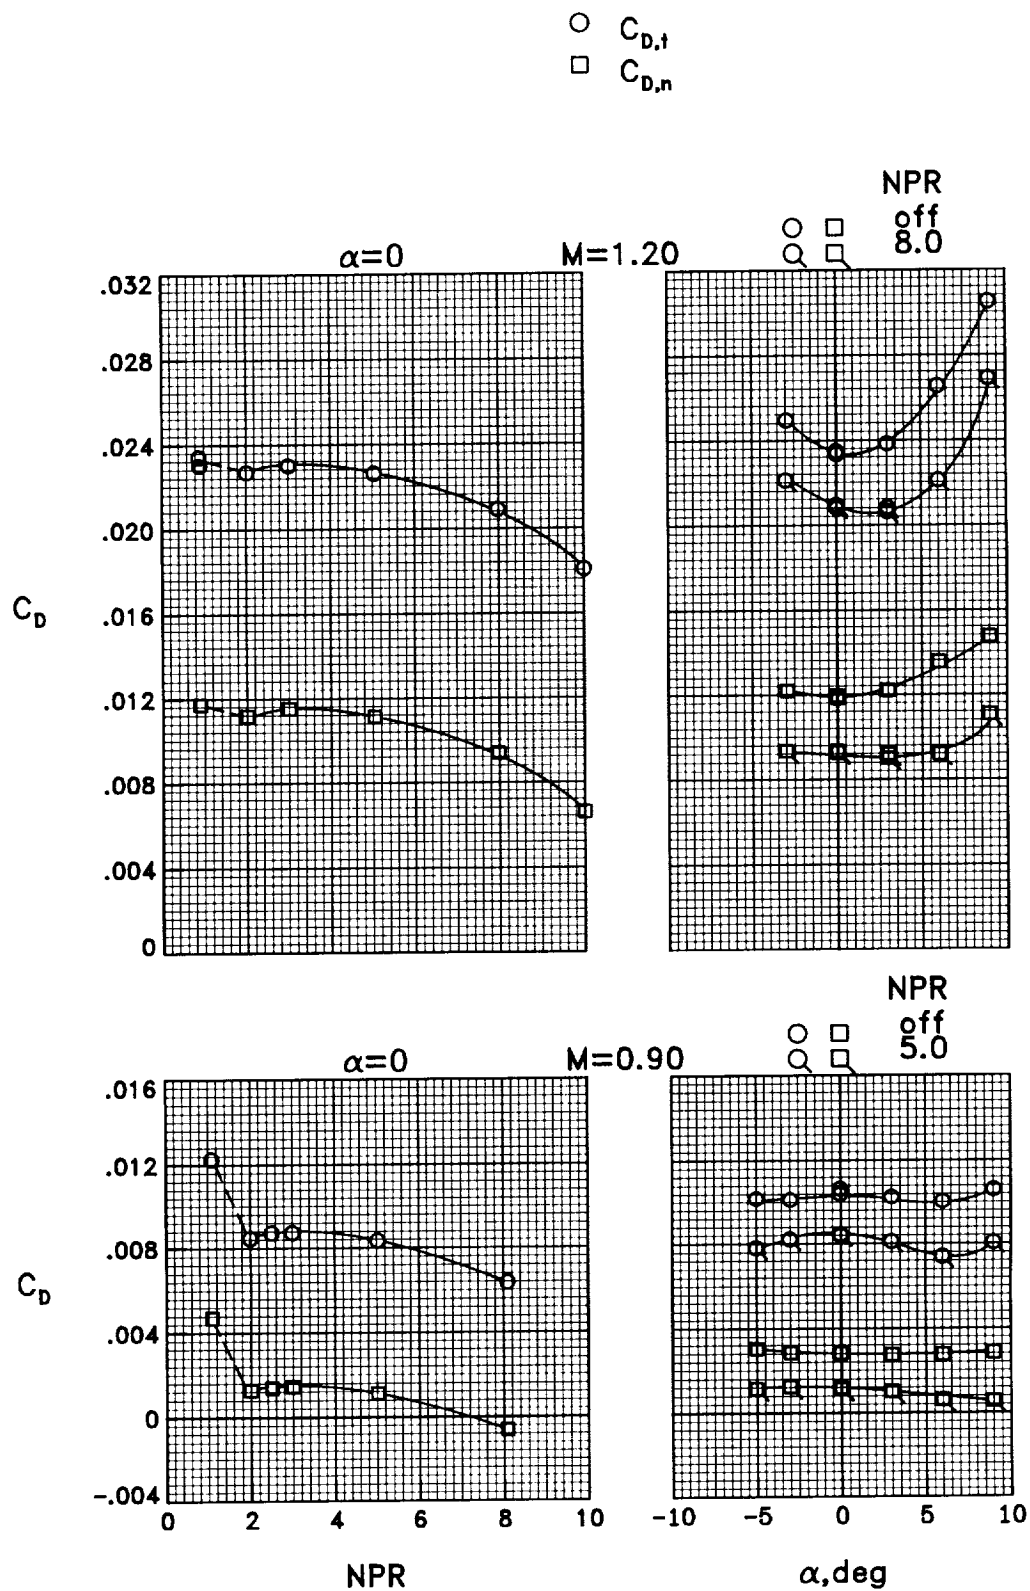 C_D,t
C_D,n
NPR
off
8.0
α=0 M=1.20
.032
.028
.024
.020
.016
.012
.008
.004
0
C_D
NPR
off
5.0
α=0 M=0.90
.016
.012
.008
.004
0
-.004
C_D
0 2 4 6 8 10
-10 -5 0 5 10
NPR
α,deg